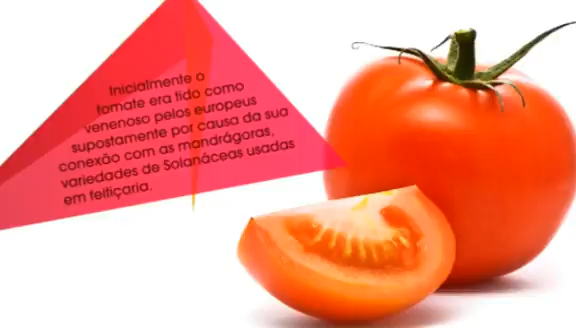 Inicialmente o
tomate era tido como
venenoso pelos europeus
supostamente por causa da sua
conexão com as mandrágoras,
variedades de Solanáceas usadas
em feitiçaria.